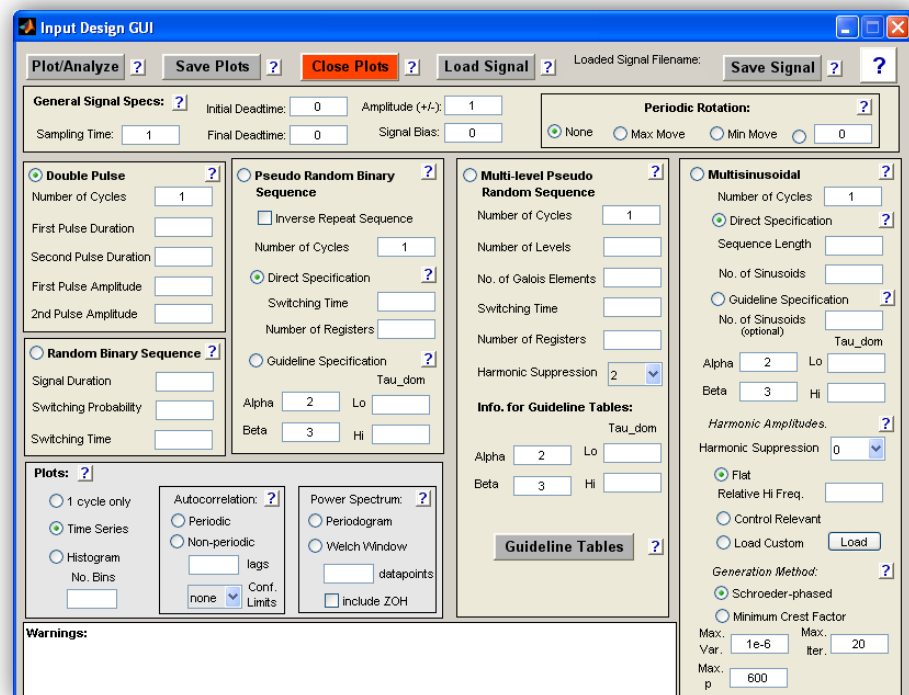 Input Design GUI
Plot/Analyze ? Save Plots ? Close Plots ? Load Signal ? Loaded Signal Filename: Save Signal ? ?
General Signal Specs: ? Initial Deadtime: 0 Amplitude (+/-): 1
Sampling Time: 1 Final Deadtime: 0 Signal Bias: 0
Periodic Rotation: ?
None Max Move Min Move 0
Double Pulse ?
Number of Cycles 1
First Pulse Duration
Second Pulse Duration
First Pulse Amplitude
2nd Pulse Amplitude
Random Binary Sequence ?
Signal Duration
Switching Probability
Switching Time
Pseudo Random Binary ?
Sequence
Inverse Repeat Sequence
Number of Cycles 1
Direct Specification ?
Switching Time
Number of Registers
Guideline Specification ?
Tau_dom
Alpha 2 Lo
Beta 3 Hi
Multi-level Pseudo ?
Random Sequence
Number of Cycles 1
Number of Levels
No. of Galois Elements
Switching Time
Number of Registers
Harmonic Suppression 2
Info. for Guideline Tables:
Tau_dom
Alpha 2 Lo
Beta 3 Hi
Guideline Tables ?
Multisinusoidal ?
Number of Cycles 1
Direct Specification ?
Sequence Length
No. of Sinusoids
Guideline Specification ?
No. of Sinusoids
(optional)
Tau_dom
Alpha 2 Lo
Beta 3 Hi
Harmonic Amplitudes. ?
Harmonic Suppression 0
Flat
Relative Hi Freq.
Control Relevant
Load Custom Load
Generation Method: ?
Schroeder-phased
Minimum Crest Factor
Max. Var. 1e-6 Max. Iter. 20
Max. p 600
Plots: ?
1 cycle only
Time Series
Histogram
No. Bins
Autocorrelation: ?
Periodic
Non-periodic
lags
none Conf. Limits
Power Spectrum: ?
Periodogram
Welch Window
datapoints
include ZOH
Warnings: